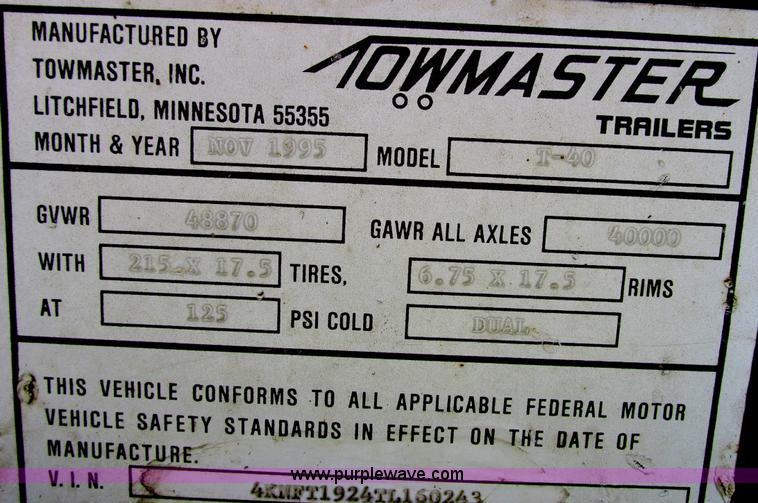 MANUFACTURED BY
TOWMASTER, INC.
LITCHFIELD, MINNESOTA 55355
TOWMASTER
TRAILERS
MONTH & YEAR NOV 1995 MODEL T-40
GVWR 48870 GAWR ALL AXLES 40000
WITH 215 X 17.5 TIRES, 6.75 X 17.5 RIMS
AT 125 PSI COLD DUAL
THIS VEHICLE CONFORMS TO ALL APPLICABLE FEDERAL MOTOR
VEHICLE SAFETY STANDARDS IN EFFECT ON THE DATE OF
MANUFACTURE.
www.purplewave.com
V.I.N. 4KNFT1924TL160243